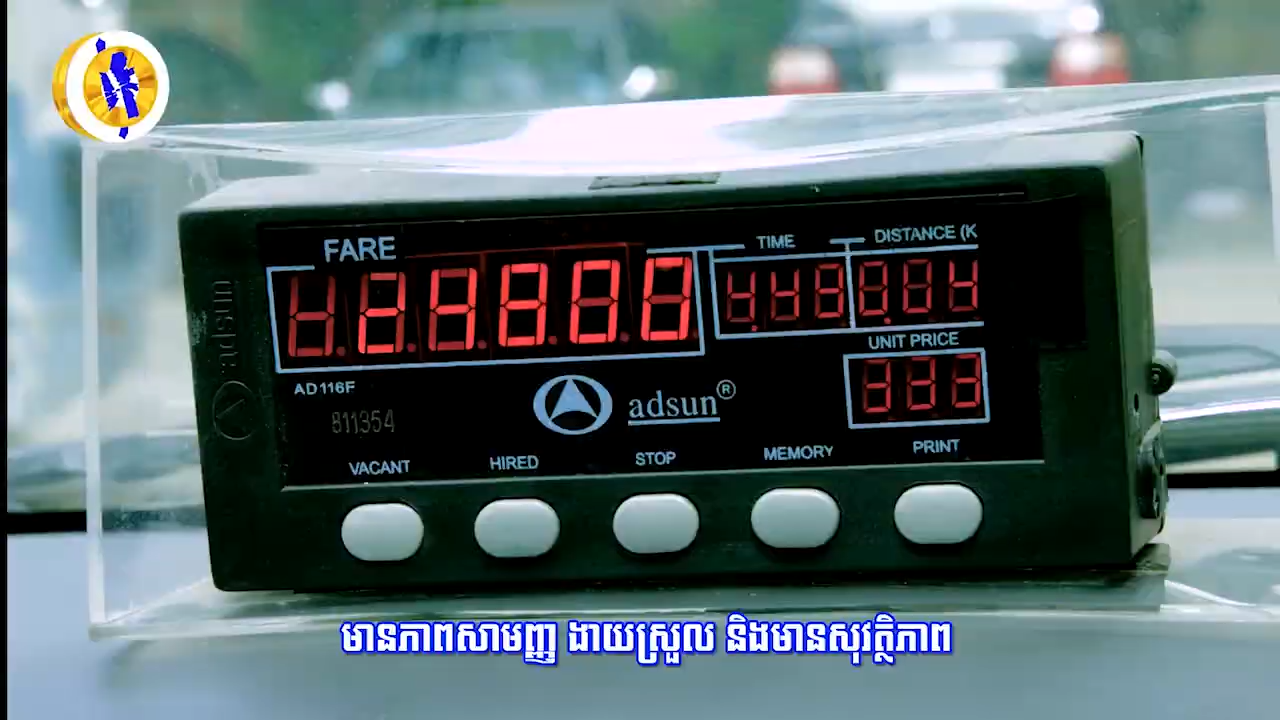 FARE
TIME
DISTANCE (K
UNIT PRICE
adsun
AD116F
811354
adsun®
VACANT
HIRED
STOP
MEMORY
PRINT
មានភាពសាមញ្ញ ងាយស្រួល និងមានសុវត្ថិភាព